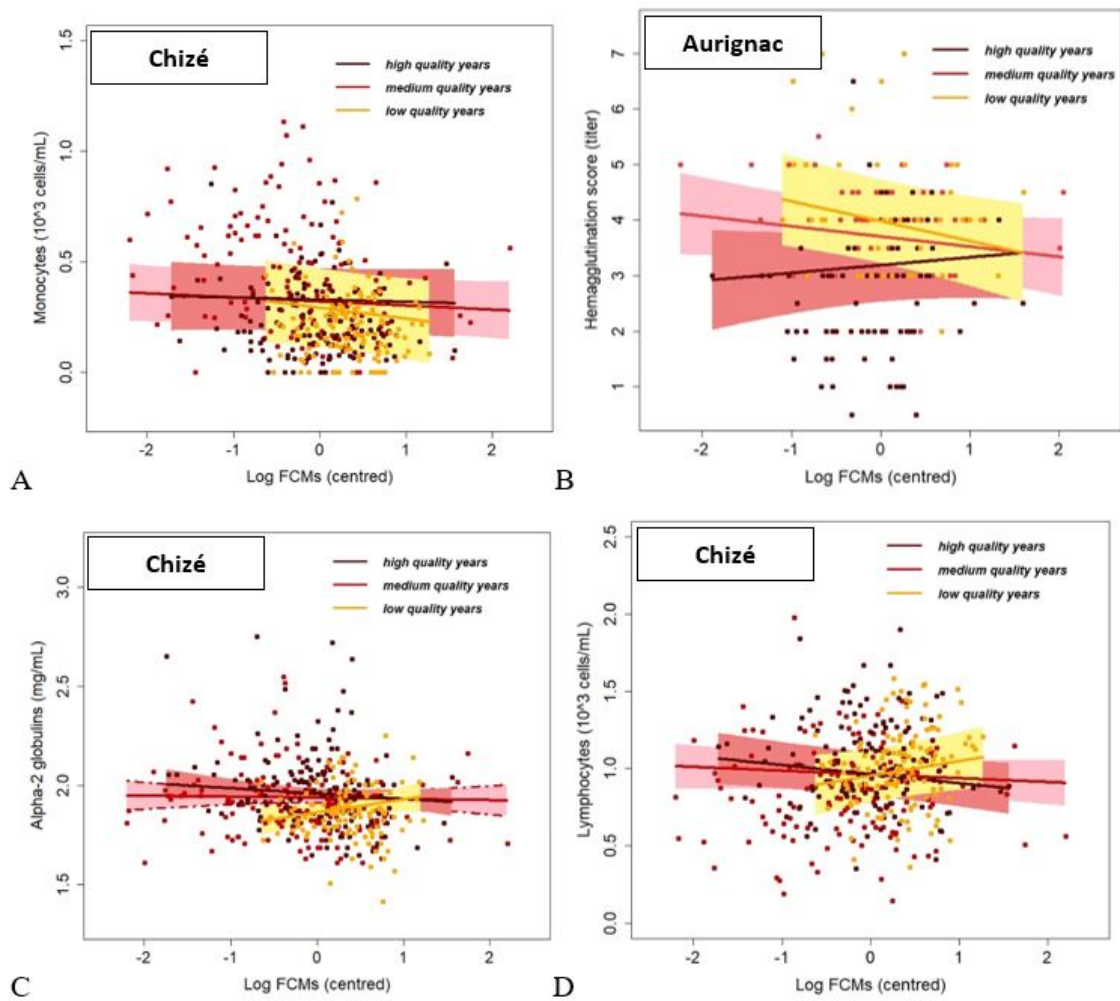 Chizé
high quality years
medium quality years
low quality years
Monocytes (10^3 cells/mL)
1.5
1.0
0.5
0.0
-2 -1 0 1 2
Log FCMs (centred)
A
Aurignac
high quality years
medium quality years
low quality years
Hemagglutination score (titer)
7
6
5
4
3
2
1
-2 -1 0 1 2
Log FCMs (centred)
B
Chizé
high quality years
medium quality years
low quality years
Alpha-2 globulins (mg/mL)
3.0
2.5
2.0
1.5
-2 -1 0 1 2
Log FCMs (centred)
C
Chizé
high quality years
medium quality years
low quality years
Lymphocytes (10^3 cells/mL)
2.5
2.0
1.5
1.0
0.5
0.0
-2 -1 0 1 2
Log FCMs (centred)
D